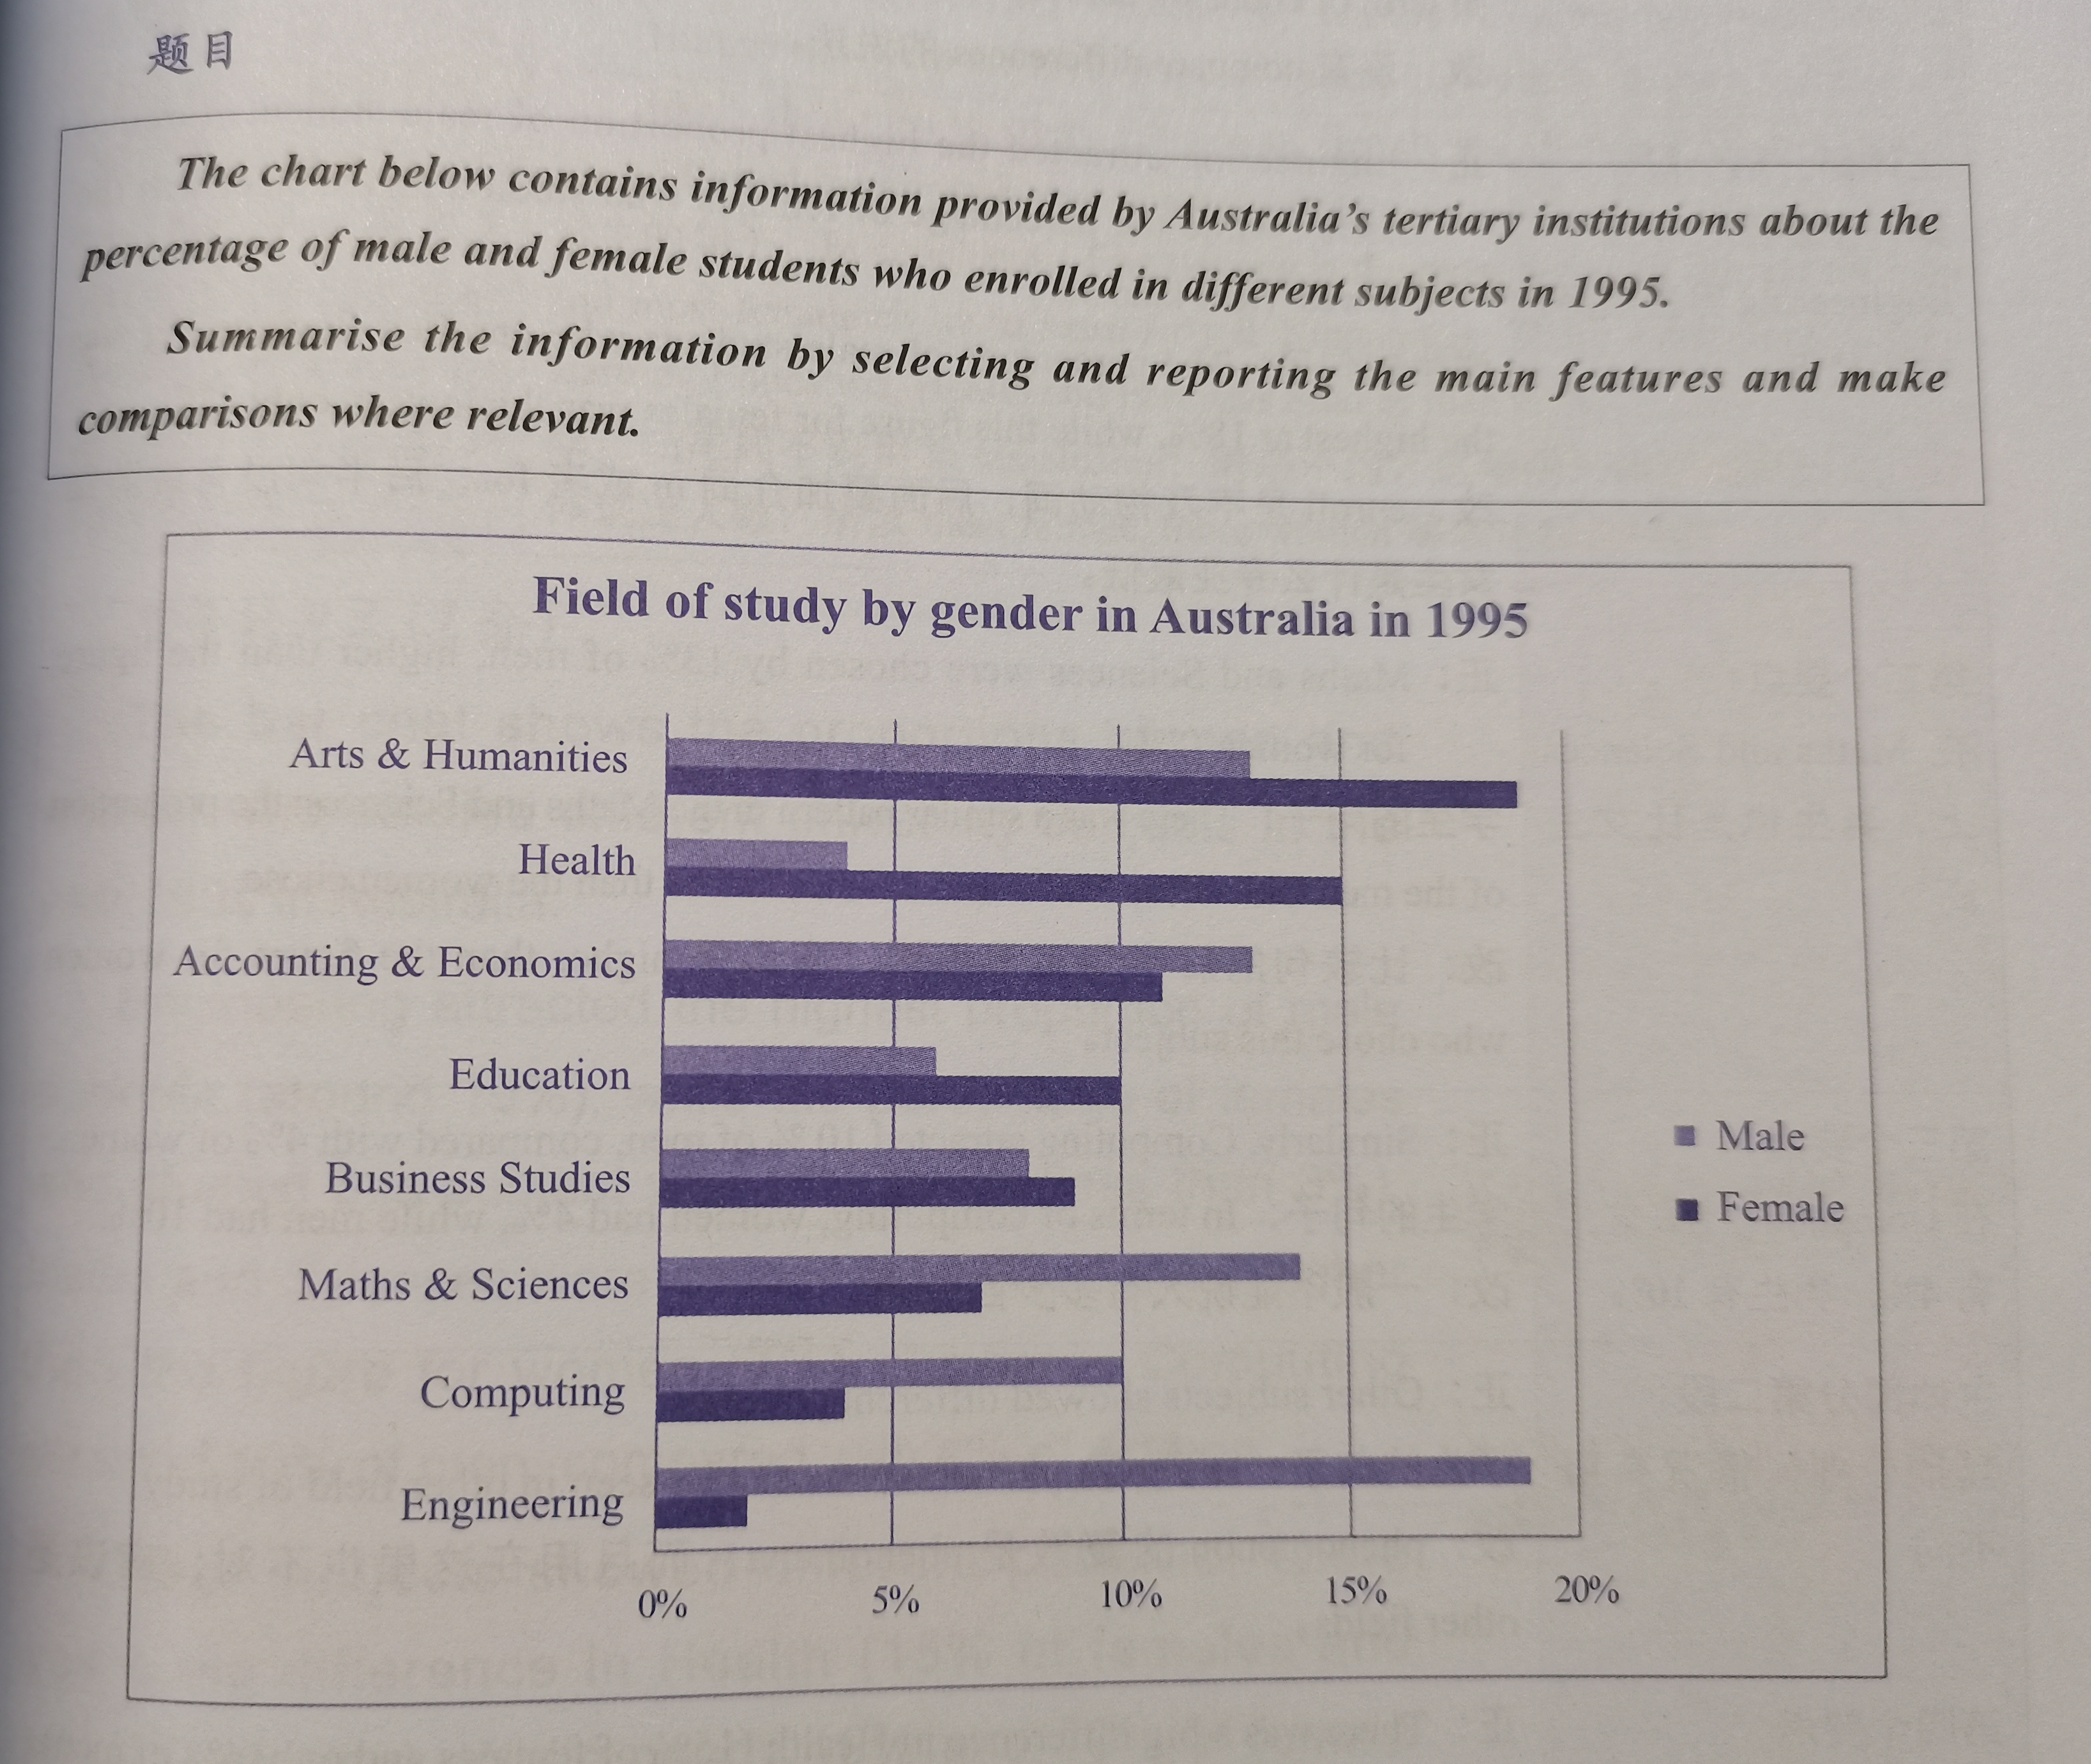 题目
The chart below contains information provided by Australia's tertiary institutions about the
percentage of male and female students who enrolled in different subjects in 1995.
Summarise the information by selecting and reporting the main features and make
comparisons where relevant.
Field of study by gender in Australia in 1995
Arts & Humanities
Health
Accounting & Economics
Education
Business Studies
Maths & Sciences
Computing
Engineering
Male
Female
0% 5% 10% 15% 20%